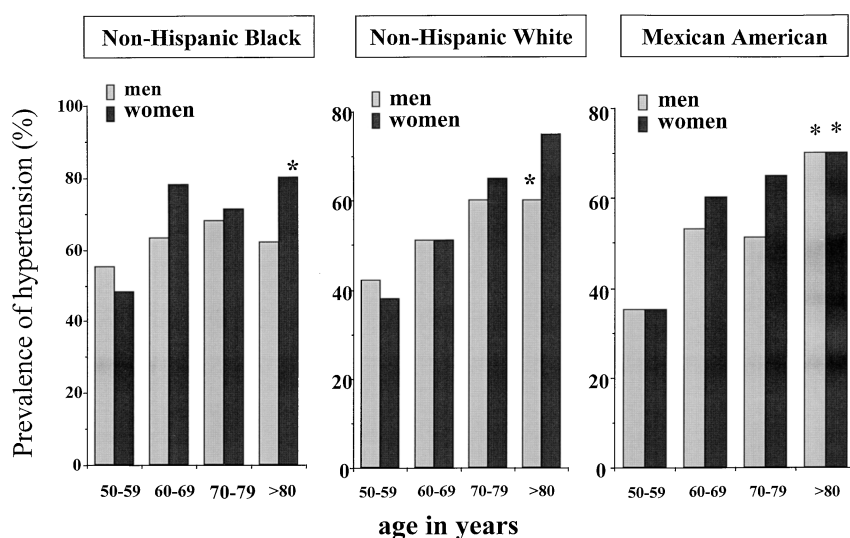 Non-Hispanic Black
Non-Hispanic White
Mexican American
Prevalence of hypertension (%)
men
women
100
80
60
40
20
0
*
50-59 60-69 70-79 >80
men
women
80
60
40
20
0
*
50-59 60-69 70-79 >80
men
women
80
60
40
20
0
* *
50-59 60-69 70-79 >80
age in years